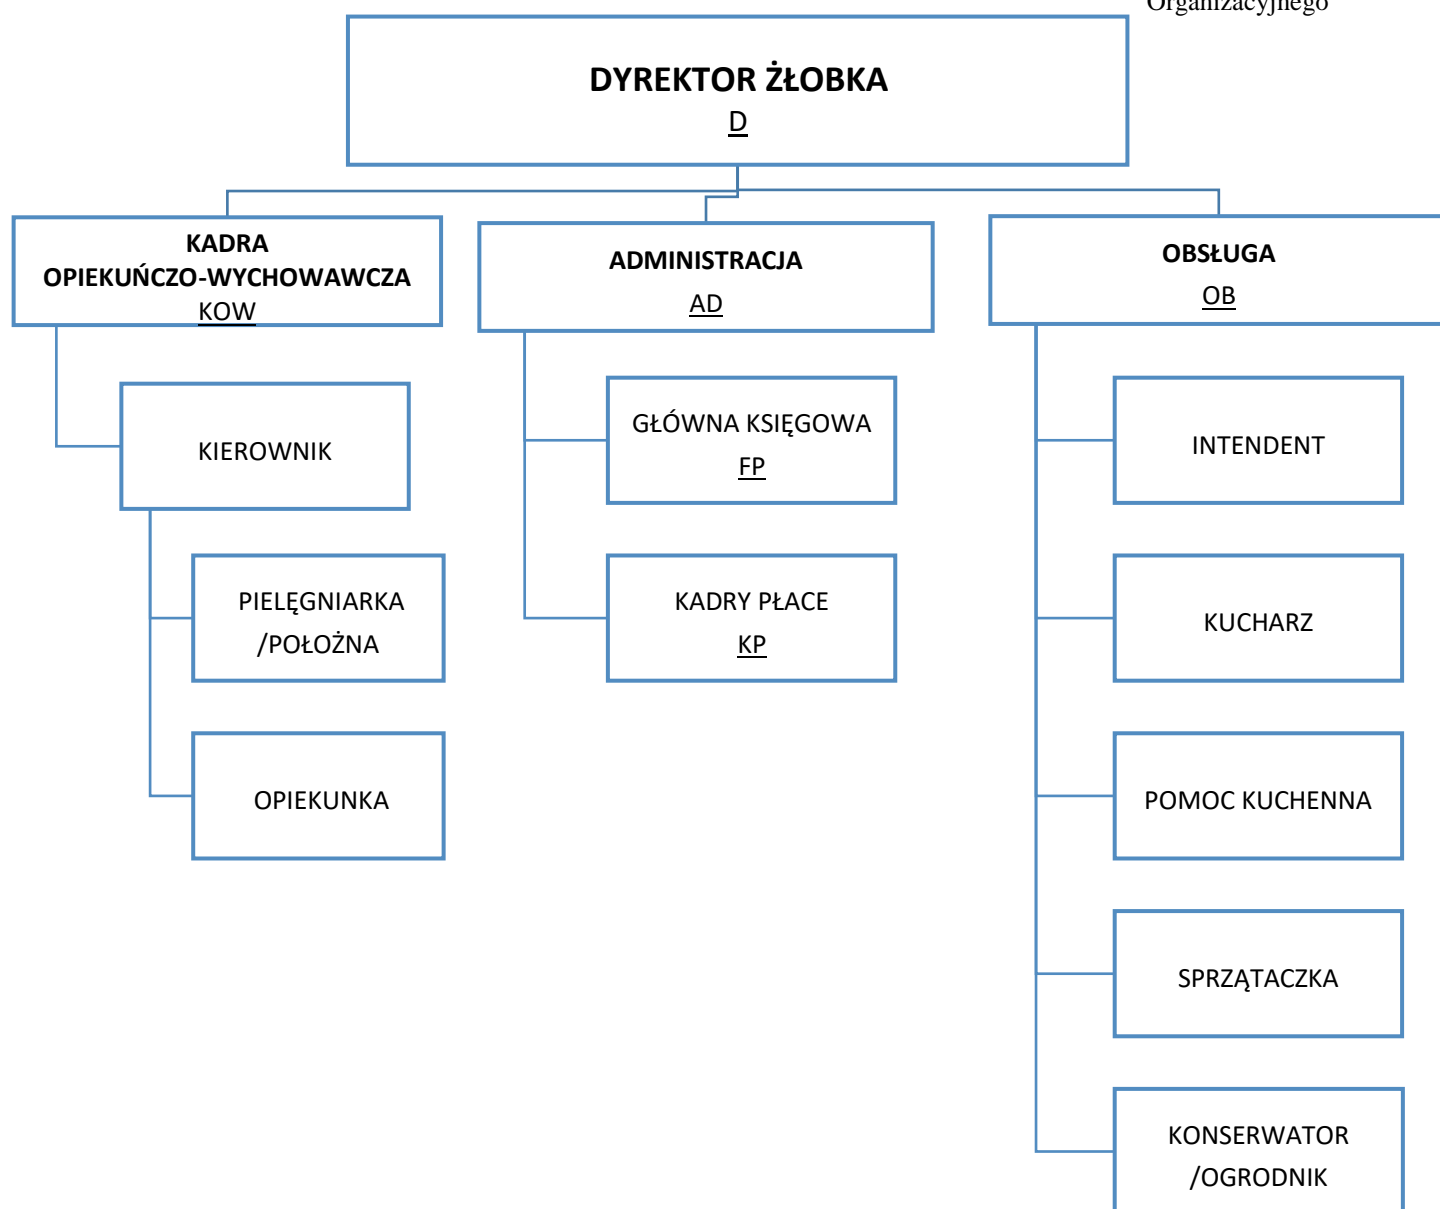 Organizacyjnego
DYREKTOR ŻŁOBKA
D
KADRA
OPIEKUŃCZO-WYCHOWAWCZA
KOW
ADMINISTRACJA
AD
OBSŁUGA
OB
KIEROWNIK
PIELĘGNIARKA
/POŁOŻNA
OPIEKUNKA
GŁÓWNA KSIĘGOWA
FP
KADRY PŁACE
KP
INTENDENT
KUCHARZ
POMOC KUCHENNA
SPRZĄTACZKA
KONSERWATOR
/OGRODNIK